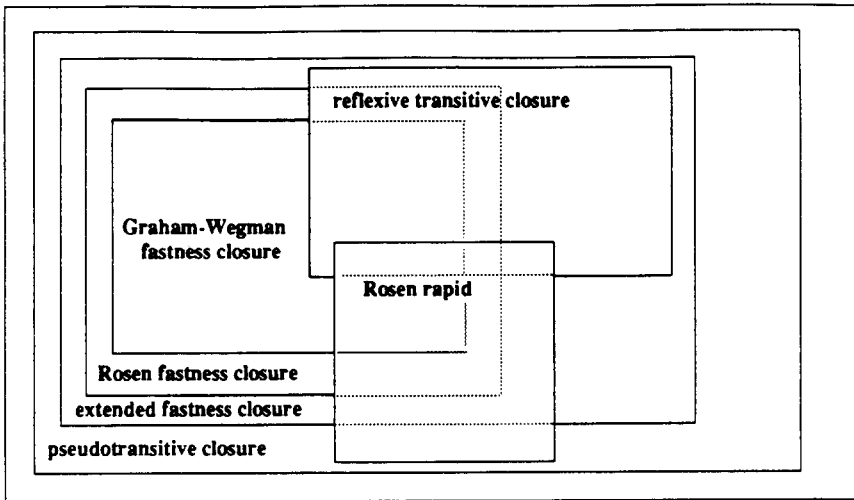 reflexive transitive closure
Graham-Wegman
fastness closure
Rosen rapid
Rosen fastness closure
extended fastness closure
pseudotransitive closure